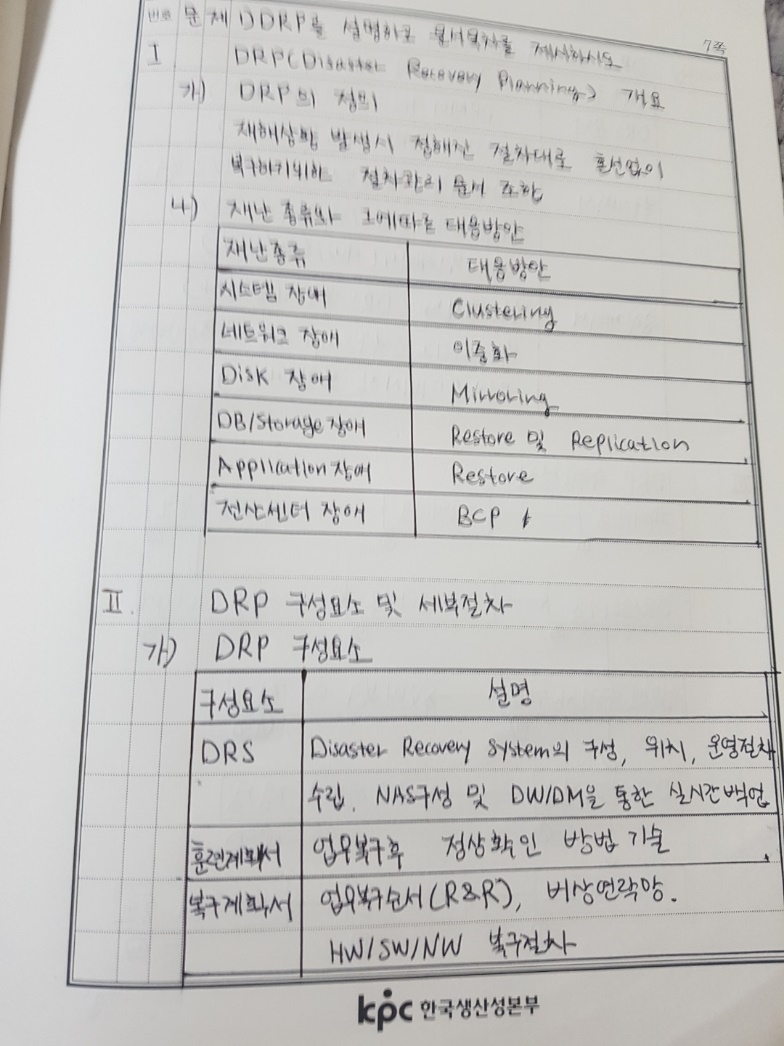 7쪽
번호 문제 1) DRP를 설명하고 문서목차를 제시하시오
I DRP(Disaster Recovery Planning) 개요
가) DRP의 정의
재해상황 발생시 정해진 절차대로 혼선없이
복구하기위한 절차관리 문서 조합
나) 재난 종류와 그에따른 대응방안
재난종류 대응방안
시스템 장애 Clustering
네트워크 장애 이중화
Disk 장애 Mirroring
DB/Storage 장애 Restore 및 Replication
Application 장애 Restore
전산센터 장애 BCP
II. DRP 구성요소 및 세부절차
가) DRP 구성요소
구성요소 설명
DRS Disaster Recovery System의 구성, 위치, 운영절차
수립. NAS구성 및 DW/DM을 통한 실시간백업
훈련계획서 업무복구후 정상확인 방법 기술
복구계획서 업무복구순서(R&R), 비상연락망.
HW/SW/NW 복구절차
kpc 한국생산성본부